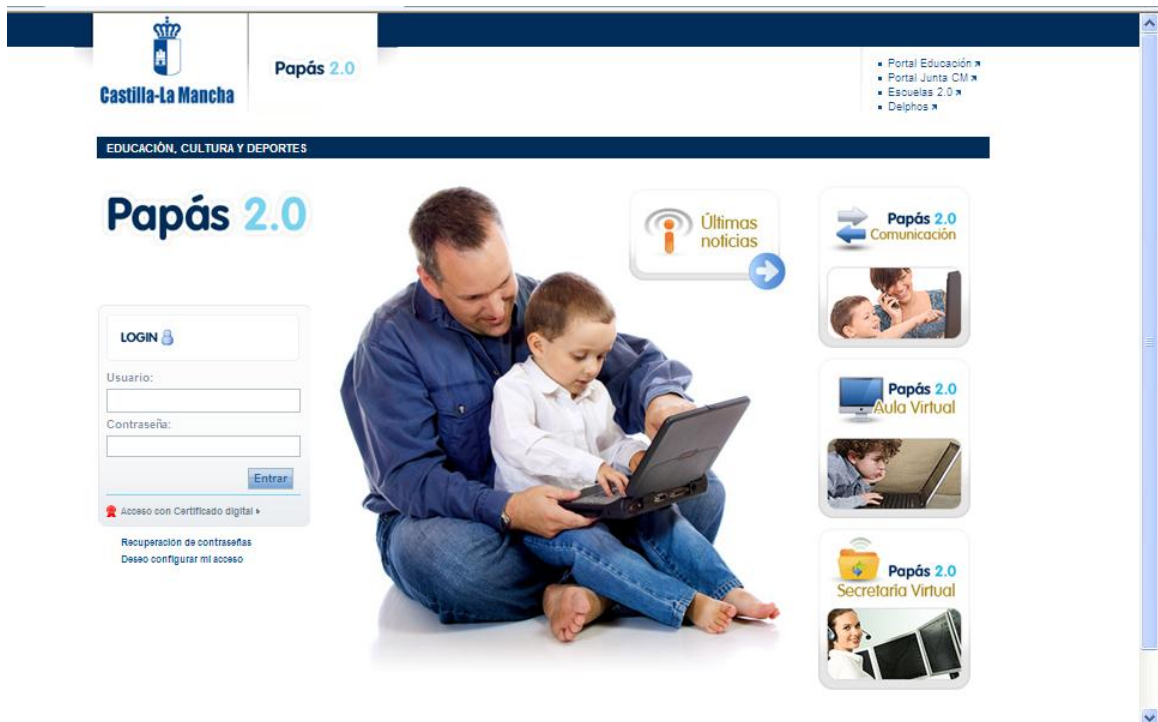 Castilla-La Mancha
Papás 2.0
Portal Educación
Portal Junta CM
Escuelas 2.0
Delphos
EDUCACIÓN, CULTURA Y DEPORTES
Papás 2.0
Últimas
noticias
Papás 2.0
Comunicación
LOGIN
Usuario:
Contraseña:
Entrar
Acceso con Certificado digital
Recuperación de contraseñas
Deseo configurar mi acceso
Papás 2.0
Aula Virtual
Papás 2.0
Secretaría Virtual